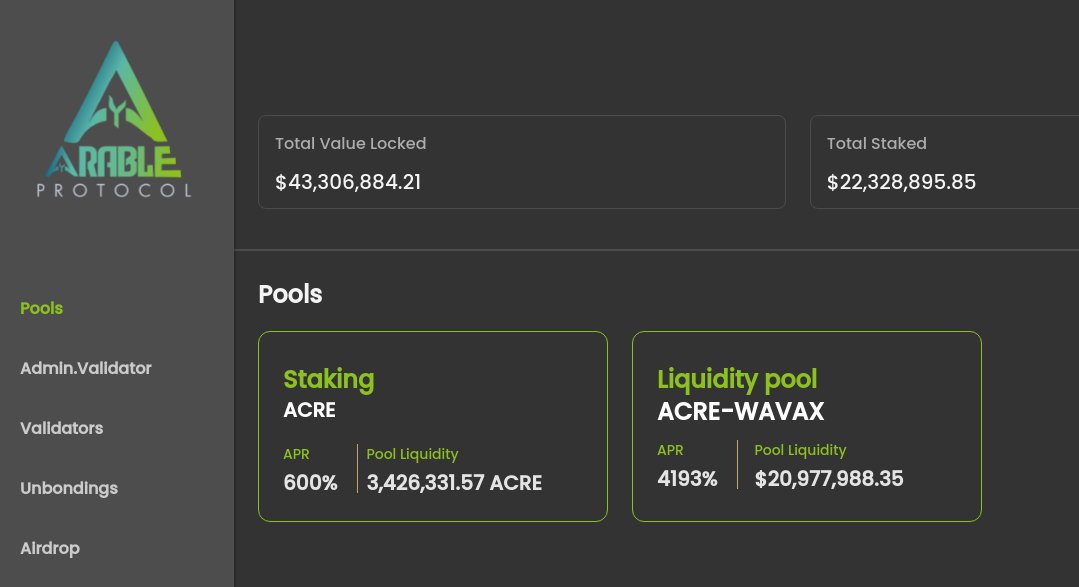 ARABLE
PROTOCOL
Pools
Admin.Validator
Validators
Unbondings
Airdrop
Total Value Locked
$43,306,884.21
Total Staked
$22,328,895.85
Pools
Staking
ACRE
APR
600%
Pool Liquidity
3,426,331.57 ACRE
Liquidity pool
ACRE-WAVAX
APR
4193%
Pool Liquidity
$20,977,988.35